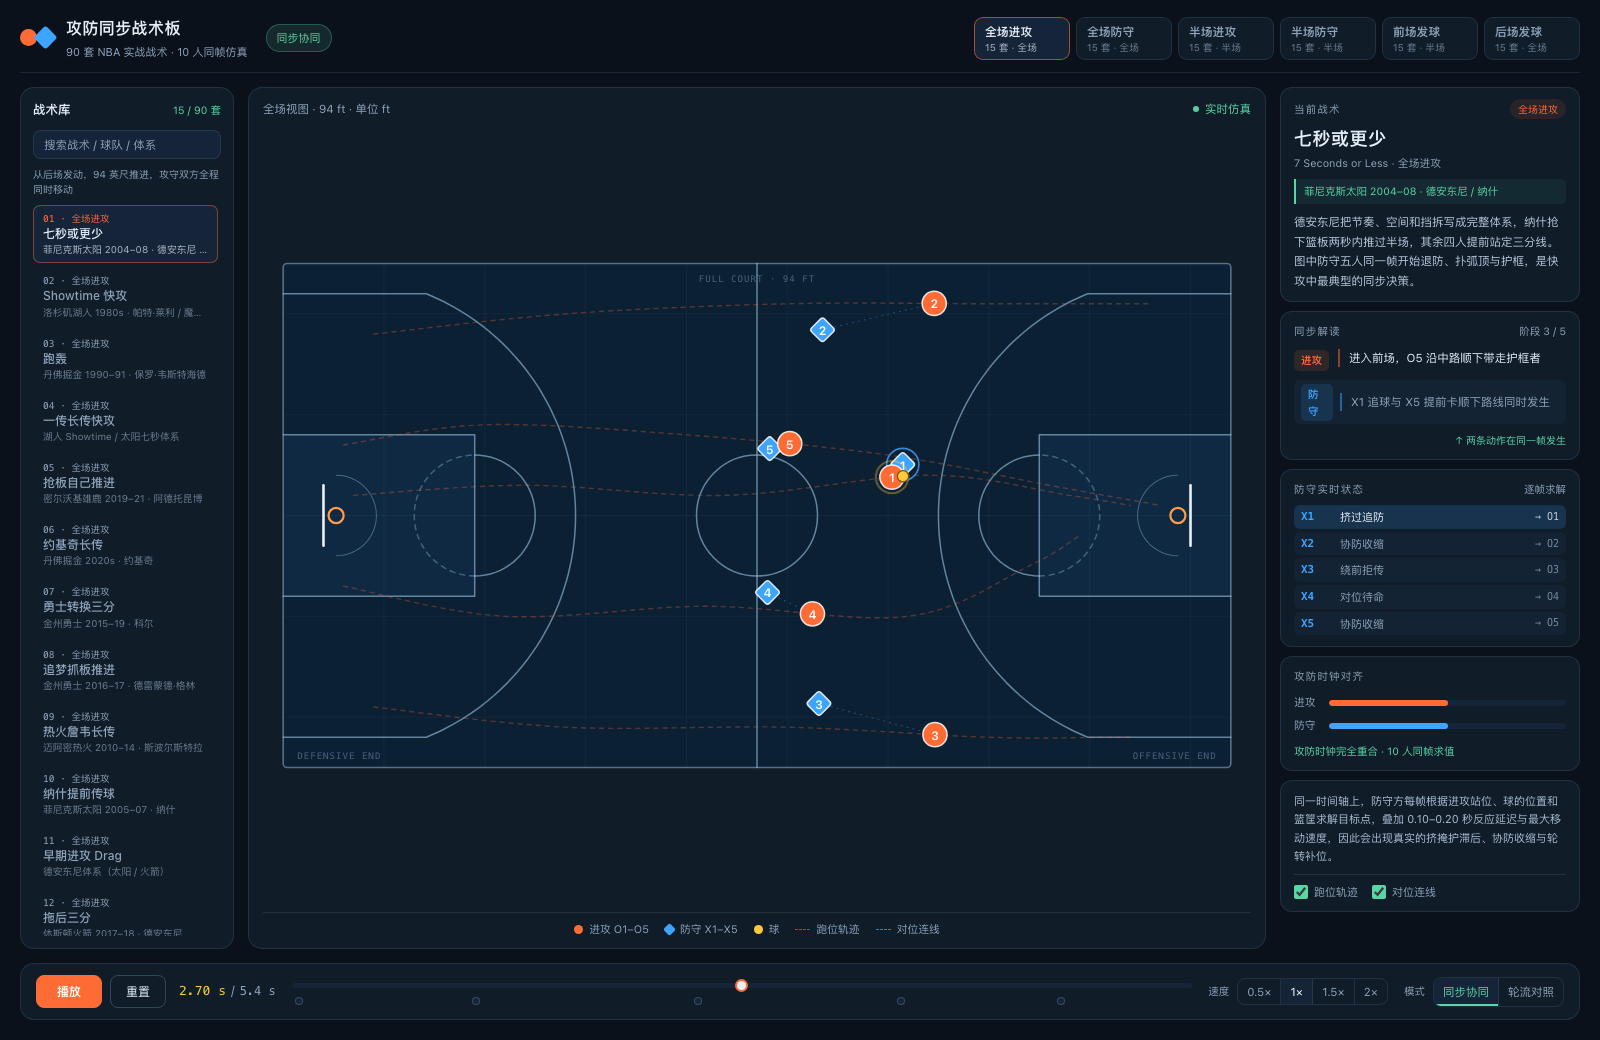 攻防同步战术板
90 套 NBA 实战战术 · 10 人同帧仿真
同步协同
全场进攻
15 套 · 全场
全场防守
15 套 · 全场
半场进攻
15 套 · 半场
半场防守
15 套 · 半场
前场发球
15 套 · 半场
后场发球
15 套 · 全场
战术库
15 / 90 套
搜索战术 / 球队 / 体系
从后场发动，94 英尺推进，攻守双方全程
同时移动
01 · 全场进攻
七秒或更少
菲尼克斯太阳 2004–08 · 德安东尼 ...
02 · 全场进攻
Showtime 快攻
洛杉矶湖人 1980s · 帕特·莱利 / 魔...
03 · 全场进攻
跑轰
丹佛掘金 1990–91 · 保罗·韦斯特海德
04 · 全场进攻
一传长传快攻
湖人 Showtime / 太阳七秒体系
05 · 全场进攻
抢板自己推进
密尔沃基雄鹿 2019–21 · 阿德托昆博
06 · 全场进攻
约基奇长传
丹佛掘金 2020s · 约基奇
07 · 全场进攻
勇士转换三分
金州勇士 2015–19 · 科尔
08 · 全场进攻
追梦抓板推进
金州勇士 2016–17 · 德雷蒙德·格林
09 · 全场进攻
热火詹韦长传
迈阿密热火 2010–14 · 斯波尔斯特拉
10 · 全场进攻
纳什提前传球
菲尼克斯太阳 2005–07 · 纳什
11 · 全场进攻
早期进攻 Drag
德安东尼体系（太阳 / 火箭）
12 · 全场进攻
拖后三分
休斯顿火箭 2017–18 · 德安东尼
全场视图 · 94 ft · 单位 ft
实时仿真
FULL COURT · 94 FT
2
2
5
5
1
1
4
4
3
3
DEFENSIVE END
OFFENSIVE END
进攻 O1–O5
防守 X1–X5
球
跑位轨迹
对位连线
当前战术
全场进攻
七秒或更少
7 Seconds or Less · 全场进攻
菲尼克斯太阳 2004–08 · 德安东尼 / 纳什
德安东尼把节奏、空间和挡拆写成完整体系，纳什抢
下篮板两秒内推过半场，其余四人提前站定三分线。
图中防守五人同一帧开始退防、扑弧顶与护框，是快
攻中最典型的同步决策。
同步解读
阶段 3 / 5
进攻
进入前场，O5 沿中路顺下带走护框者
防
守
X1 追球与 X5 提前卡顺下路线同时发生
↑ 两条动作在同一帧发生
防守实时状态
逐帧求解
X1 挤过追防 → O1
X2 协防收缩 → O2
X3 绕前拒传 → O3
X4 对位待命 → O4
X5 协防收缩 → O5
攻防时钟对齐
进攻
防守
攻防时钟完全重合 · 10 人同帧求值
同一时间轴上，防守方每帧根据进攻站位、球的位置和
篮筐求解目标点，叠加 0.10–0.20 秒反应延迟与最大移
动速度，因此会出现真实的挤掩护滞后、协防收缩与轮
转补位。
跑位轨迹
对位连线
播放
重置
2.70 s / 5.4 s
速度
0.5×
1×
1.5×
2×
模式
同步协同
轮流对照